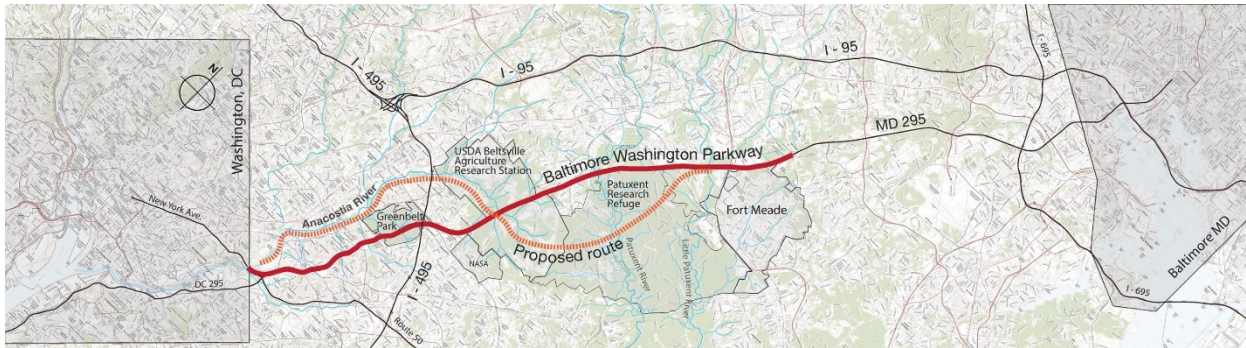 N
Washington, DC
I - 495
I - 95
I - 95
I - 695
MD 295
USDA Beltsville
Agriculture
Research Station
Baltimore Washington Parkway
Anacostia River
New York Ave.
Greenbelt
Park
Patuxent
Research
Refuge
Fort Meade
Proposed route
NASA
Patuxent River
Little Patuxent River
DC 295
I - 495
Route 50
I - 695
Baltimore MD